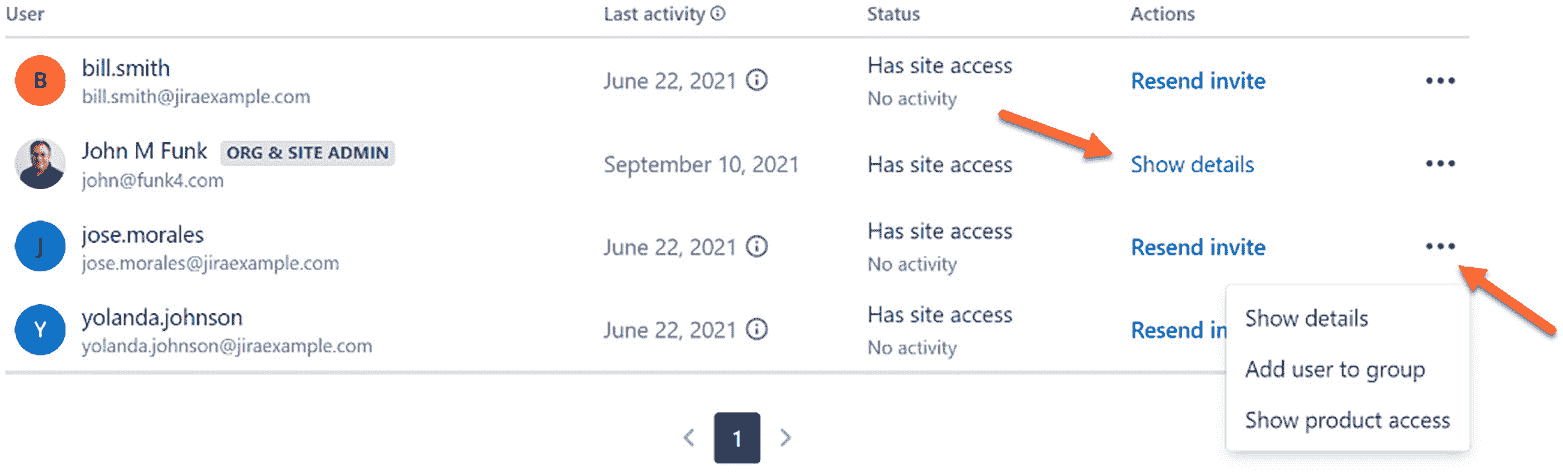 User Last activity Status Actions
B bill.smith June 22, 2021 Has site access Resend invite
bill.smith@jiraexample.com No activity
John M Funk ORG & SITE ADMIN September 10, 2021 Has site access Show details
john@funk4.com
J jose.morales June 22, 2021 Has site access Resend invite
jose.morales@jiraexample.com No activity
Y yolanda.johnson June 22, 2021 Has site access Resend in
yolanda.johnson@jiraexample.com No activity
Show details
Add user to group
Show product access
1